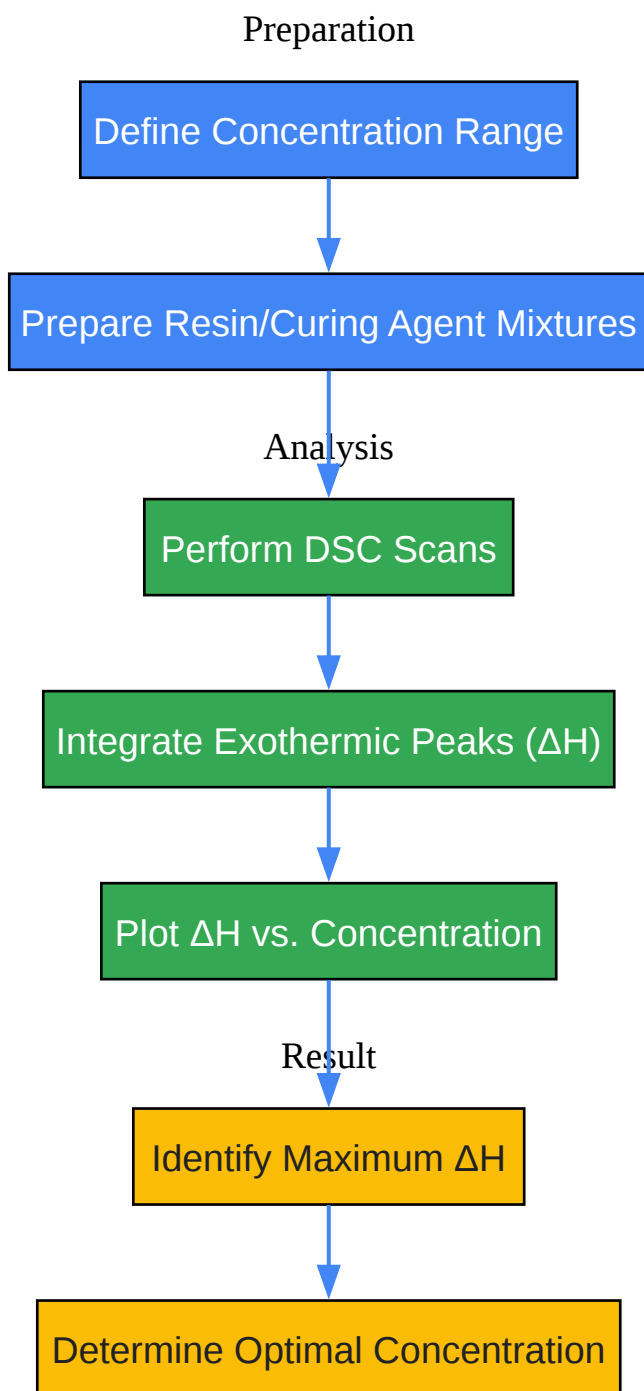 Preparation
Define Concentration Range
Prepare Resin/Curing Agent Mixtures
Analysis
Perform DSC Scans
Integrate Exothermic Peaks (ΔH)
Plot ΔH vs. Concentration
Result
Identify Maximum ΔH
Determine Optimal Concentration